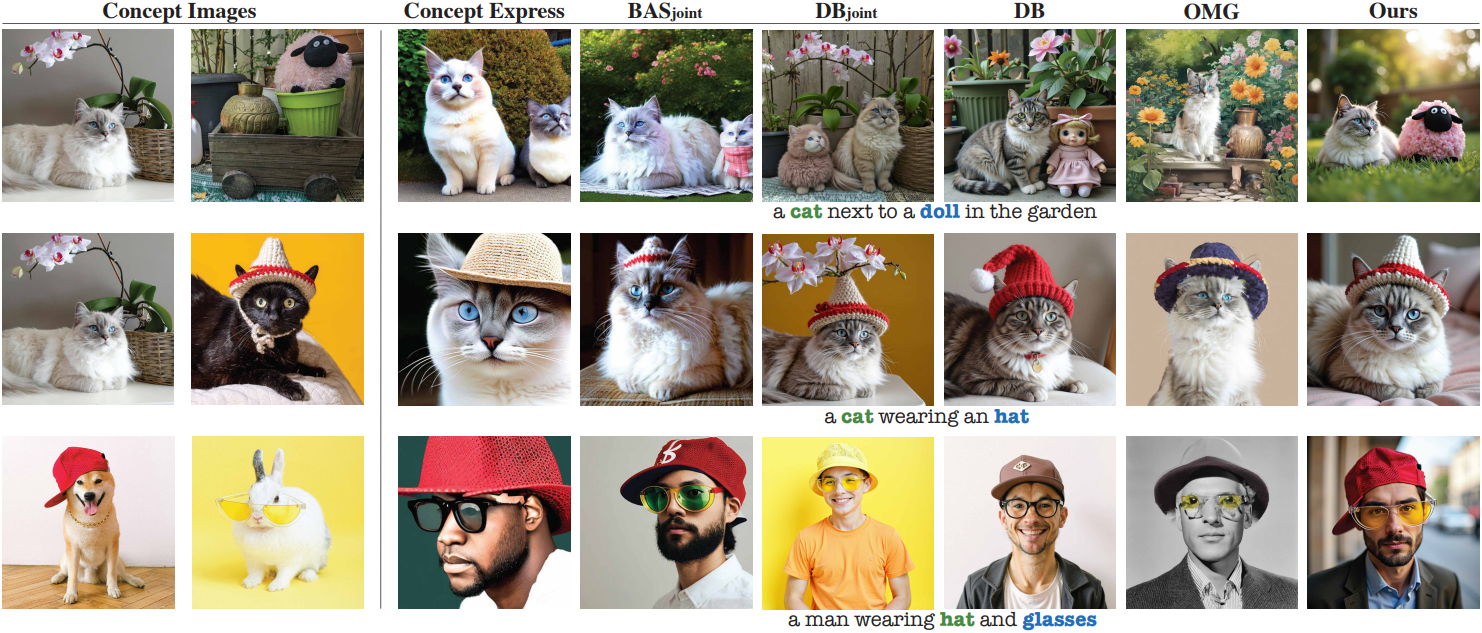 Concept Images Concept Express BASjoint DBjoint DB OMG Ours
a cat next to a doll in the garden
a cat wearing an hat
a man wearing hat and glasses